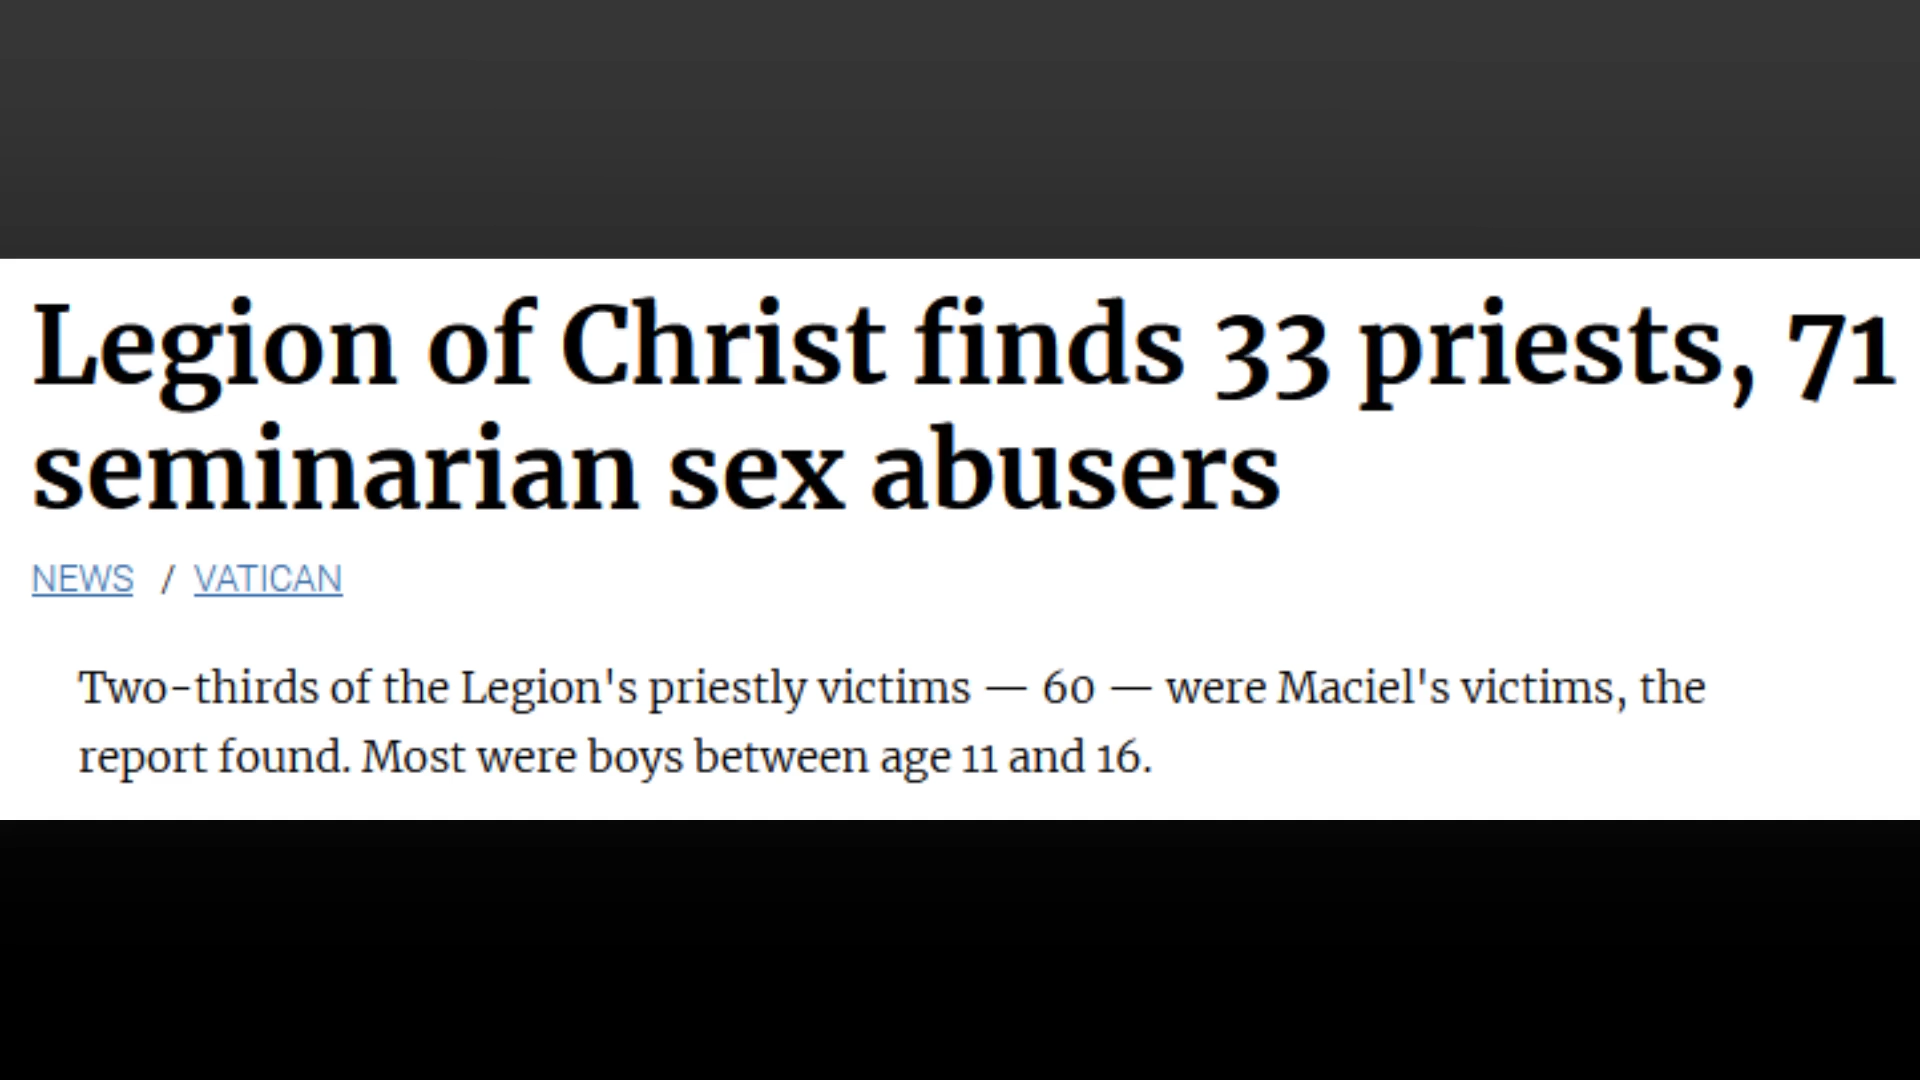 Legion of Christ finds 33 priests, 71
seminarian sex abusers
NEWS / VATICAN
Two-thirds of the Legion's priestly victims — 60 — were Maciel's victims, the
report found. Most were boys between age 11 and 16.